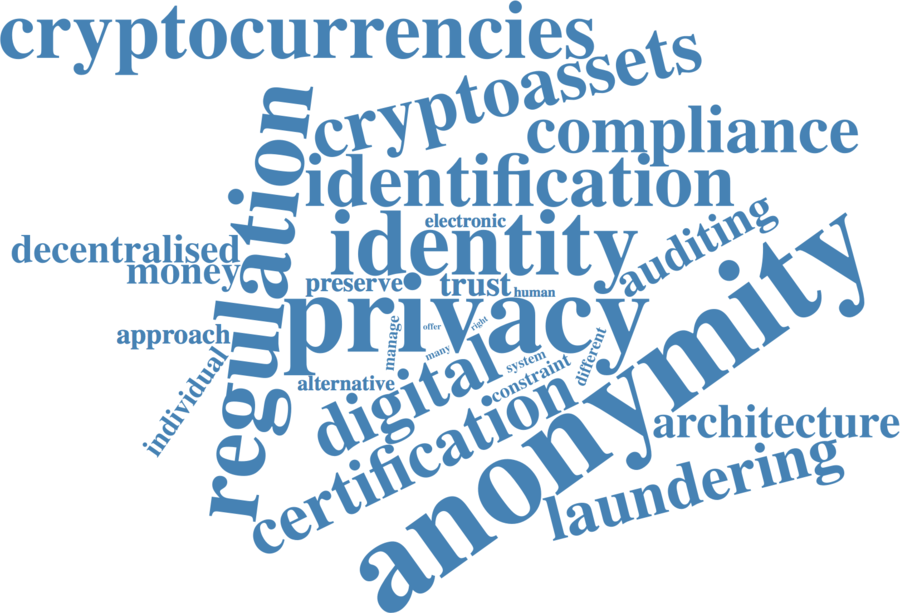 cryptocurrencies
cryptoassets
compliance
regulation
identification
electronic
identity
auditing
decentralised
money
preserve
trust
human
privacy
anonymity
approach
manage
offer
right
many
individual
alternative
digital
system
constraint
different
certification
architecture
laundering